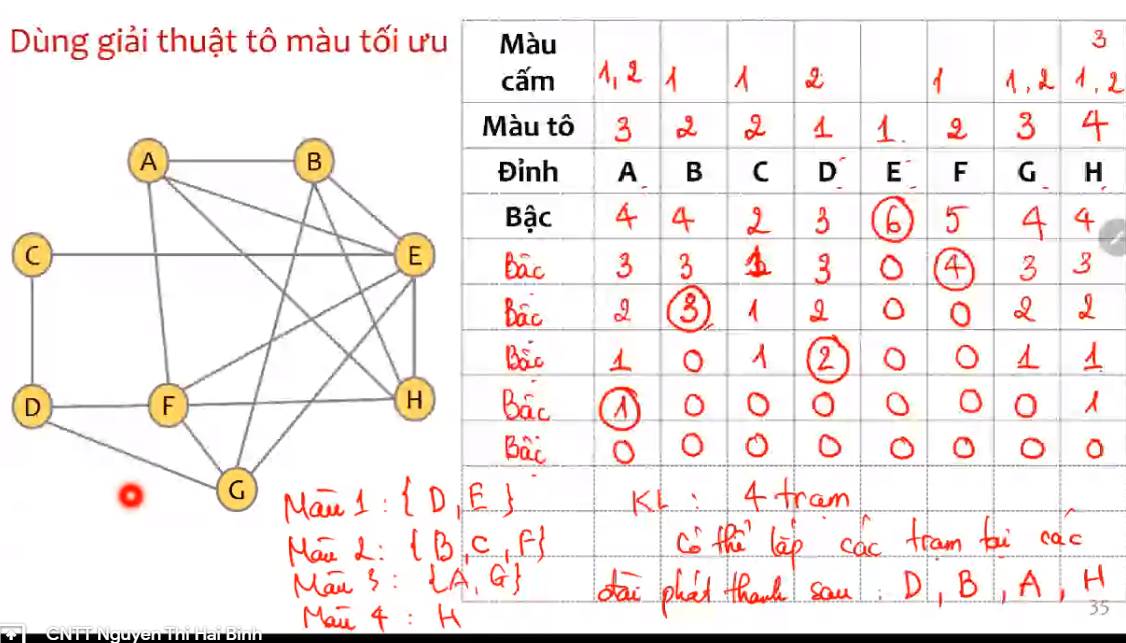 Dùng giải thuật tô màu tối ưu
A
B
C
E
D
F
H
G
Màu cấm 1,2 1 1 2 1 1,2 3 1,2
Màu tô 3 2 2 1 1. 2 3 4
Đỉnh A B C D E F G H
Bậc 4 4 2 3 6 5 4 4
Bậc 3 3 1 3 0 4 3 3
Bậc 2 3 1 2 0 0 2 2
Bậc 1 0 1 2 0 0 1 1
Bậc 1 0 0 0 0 0 0 1
Bậc 0 0 0 0 0 0 0 0
Màu 1 : { D, E }
Màu 2 : { B, C, F}
Màu 3 : {A, G}
Màu 4 : H
KL : 4 trạm
Có thể lắp các trạm tại các
đài phát thanh sau : D, B, A, H
35
CNTT Nguyen Thi Hai Binh